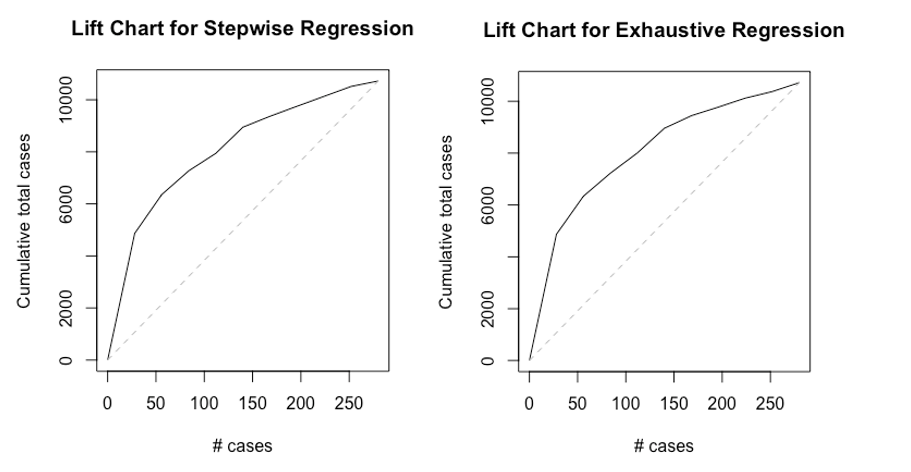 Lift Chart for Stepwise Regression
Cumulative total cases
10000
6000
2000
0
0 50 100 150 200 250
# cases
Lift Chart for Exhaustive Regression
Cumulative total cases
10000
6000
2000
0
0 50 100 150 200 250
# cases